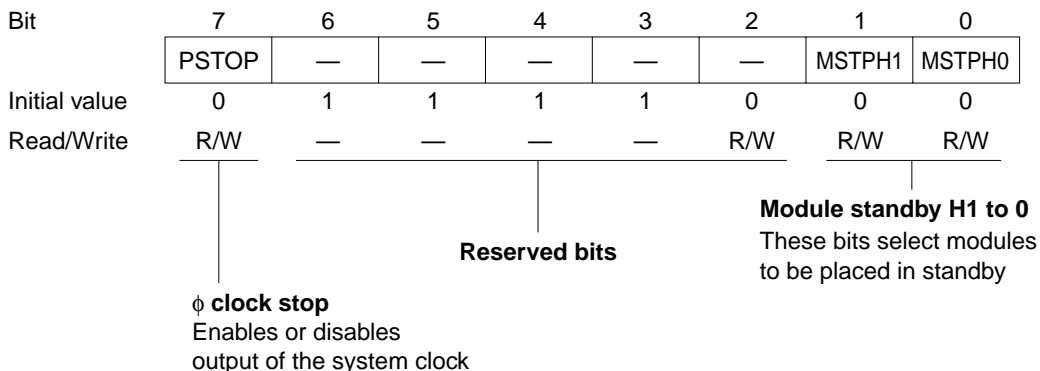 Bit 7 6 5 4 3 2 1 0
PSTOP — — — — — MSTPH1 MSTPH0
Initial value 0 1 1 1 1 0 0 0
Read/Write R/W — — — — R/W R/W R/W
Module standby H1 to 0
These bits select modules
to be placed in standby
Reserved bits
ϕ clock stop
Enables or disables
output of the system clock